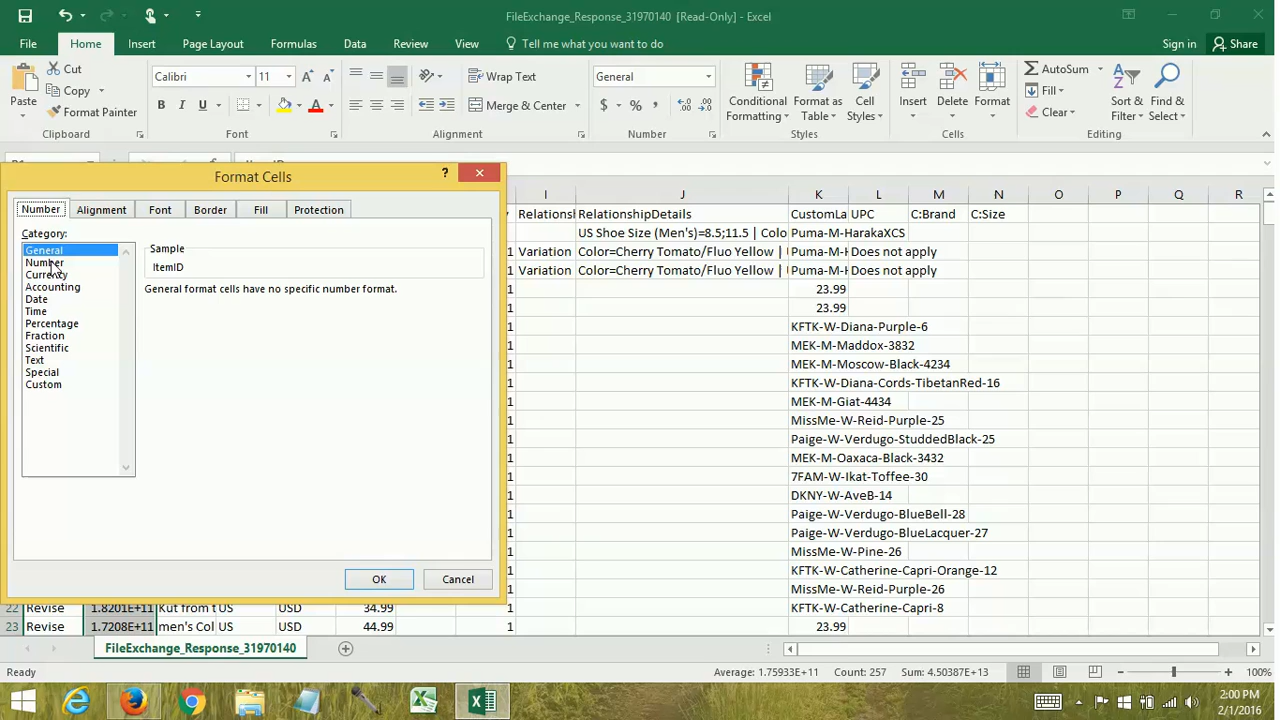 FileExchange_Response_31970140 [Read-Only] - Excel
File Home Insert Page Layout Formulas Data Review View Tell me what you want to do Sign in Share
Paste
Cut
Copy
Format Painter
Clipboard
Calibri 11
B I U
Font
Wrap Text
Merge & Center
Alignment
General
$ % ,
Number
Conditional Formatting
Format as Table
Cell Styles
Styles
Insert
Delete
Format
Cells
AutoSum
Fill
Clear
Sort & Filter
Find & Select
Editing
Format Cells
? 
Number Alignment Font Border Fill Protection
Category:
General
Number
Currency
Accounting
Date
Time
Percentage
Fraction
Scientific
Text
Special
Custom
Sample
ItemID
General format cells have no specific number format.
OK Cancel
I J K L M N O P Q R
Relationsl RelationshipDetails CustomLa UPC C:Brand C:Size
US Shoe Size (Men's)=8.5;11.5 | Colo Puma-M-HarakaXCS
1 Variation Color=Cherry Tomato/Fluo Yellow | Puma-M-H Does not apply
1 Variation Color=Cherry Tomato/Fluo Yellow | Puma-M-H Does not apply
1 23.99
1 23.99
1 KFTK-W-Diana-Purple-6
1 MEK-M-Maddox-3832
1 MEK-M-Moscow-Black-4234
1 KFTK-W-Diana-Cords-TibetanRed-16
1 MEK-M-Giat-4434
1 MissMe-W-Reid-Purple-25
1 Paige-W-Verdugo-StuddedBlack-25
1 MEK-M-Oaxaca-Black-3432
1 7FAM-W-Ikat-Toffee-30
1 DKNY-W-AveB-14
1 Paige-W-Verdugo-BlueBell-28
1 Paige-W-Verdugo-BlueLacquer-27
1 MissMe-W-Pine-26
1 KFTK-W-Catherine-Capri-Orange-12
1 MissMe-W-Reid-Purple-26
22 Revise 1.8201E+11 Kut from t US USD 34.99 1 KFTK-W-Catherine-Capri-8
23 Revise 1.7208E+11 men's Col US USD 44.99 1 23.99
FileExchange_Response_31970140
Ready Average: 1.75933E+11 Count: 257 Sum: 4.50387E+13 100%
2:00 PM
2/1/2016